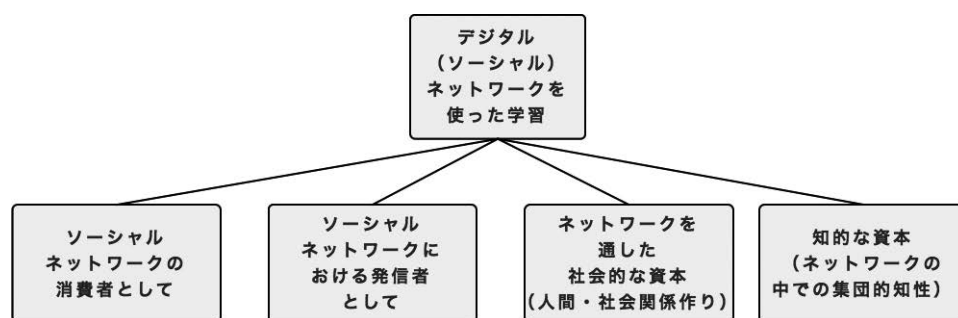 デジタル
（ソーシャル）
ネットワークを
使った学習
ソーシャル
ネットワークの
消費者として
ソーシャル
ネットワークに
おける発信者
として
ネットワークを
通した
社会的な資本
（人間・社会関係作り）
知的な資本
（ネットワークの
中での集団的知性）